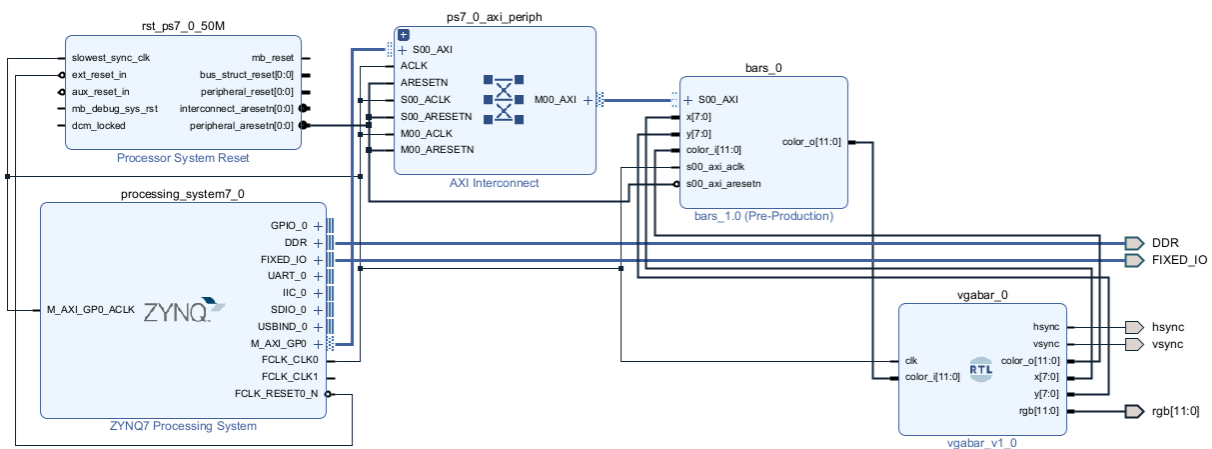 rst_ps7_0_50M
slowest_sync_clk
ext_reset_in
aux_reset_in
mb_debug_sys_rst
dcm_locked
mb_reset
bus_struct_reset[0:0]
peripheral_reset[0:0]
interconnect_aresetn[0:0]
peripheral_aresetn[0:0]
Processor System Reset
ps7_0_axi_periph
S00_AXI
ACLK
ARESETN
S00_ACLK
S00_ARESETN
M00_ACLK
M00_ARESETN
M00_AXI
AXI Interconnect
bars_0
S00_AXI
x[7:0]
y[7:0]
color_i[11:0]
s00_axi_aclk
s00_axi_aresetn
color_o[11:0]
bars_1.0 (Pre-Production)
processing_system7_0
M_AXI_GP0_ACLK
ZYNQ
GPIO_0
DDR
FIXED_IO
UART_0
IIC_0
SDIO_0
USBIND_0
M_AXI_GP0
FCLK_CLK0
FCLK_CLK1
FCLK_RESET0_N
ZYNQ7 Processing System
DDR
FIXED_IO
vgabar_0
clk
color_i[11:0]
RTL
hsync
vsync
color_o[11:0]
x[7:0]
y[7:0]
rgb[11:0]
vgabar_v1_0
hsync
vsync
rgb[11:0]